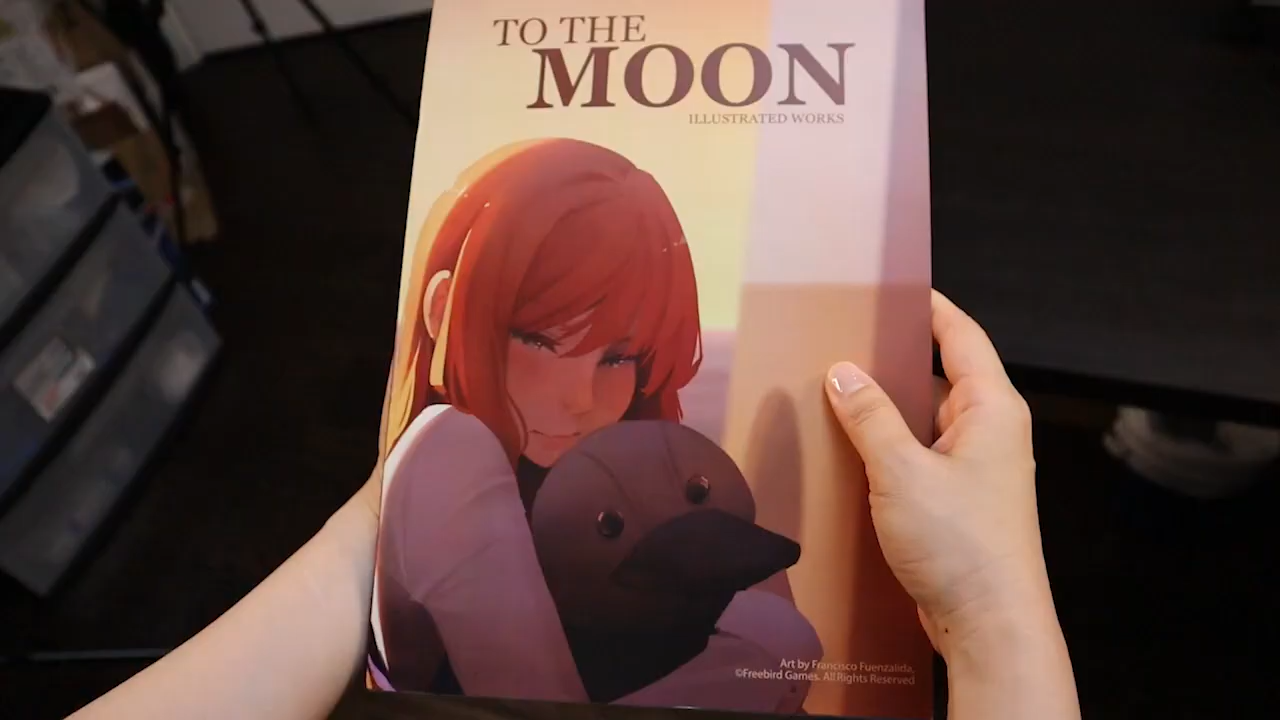 TO THE
MOON
ILLUSTRATED WORKS
Art by Francisco Fuenzalida,
©Freebird Games. All Rights Reserved